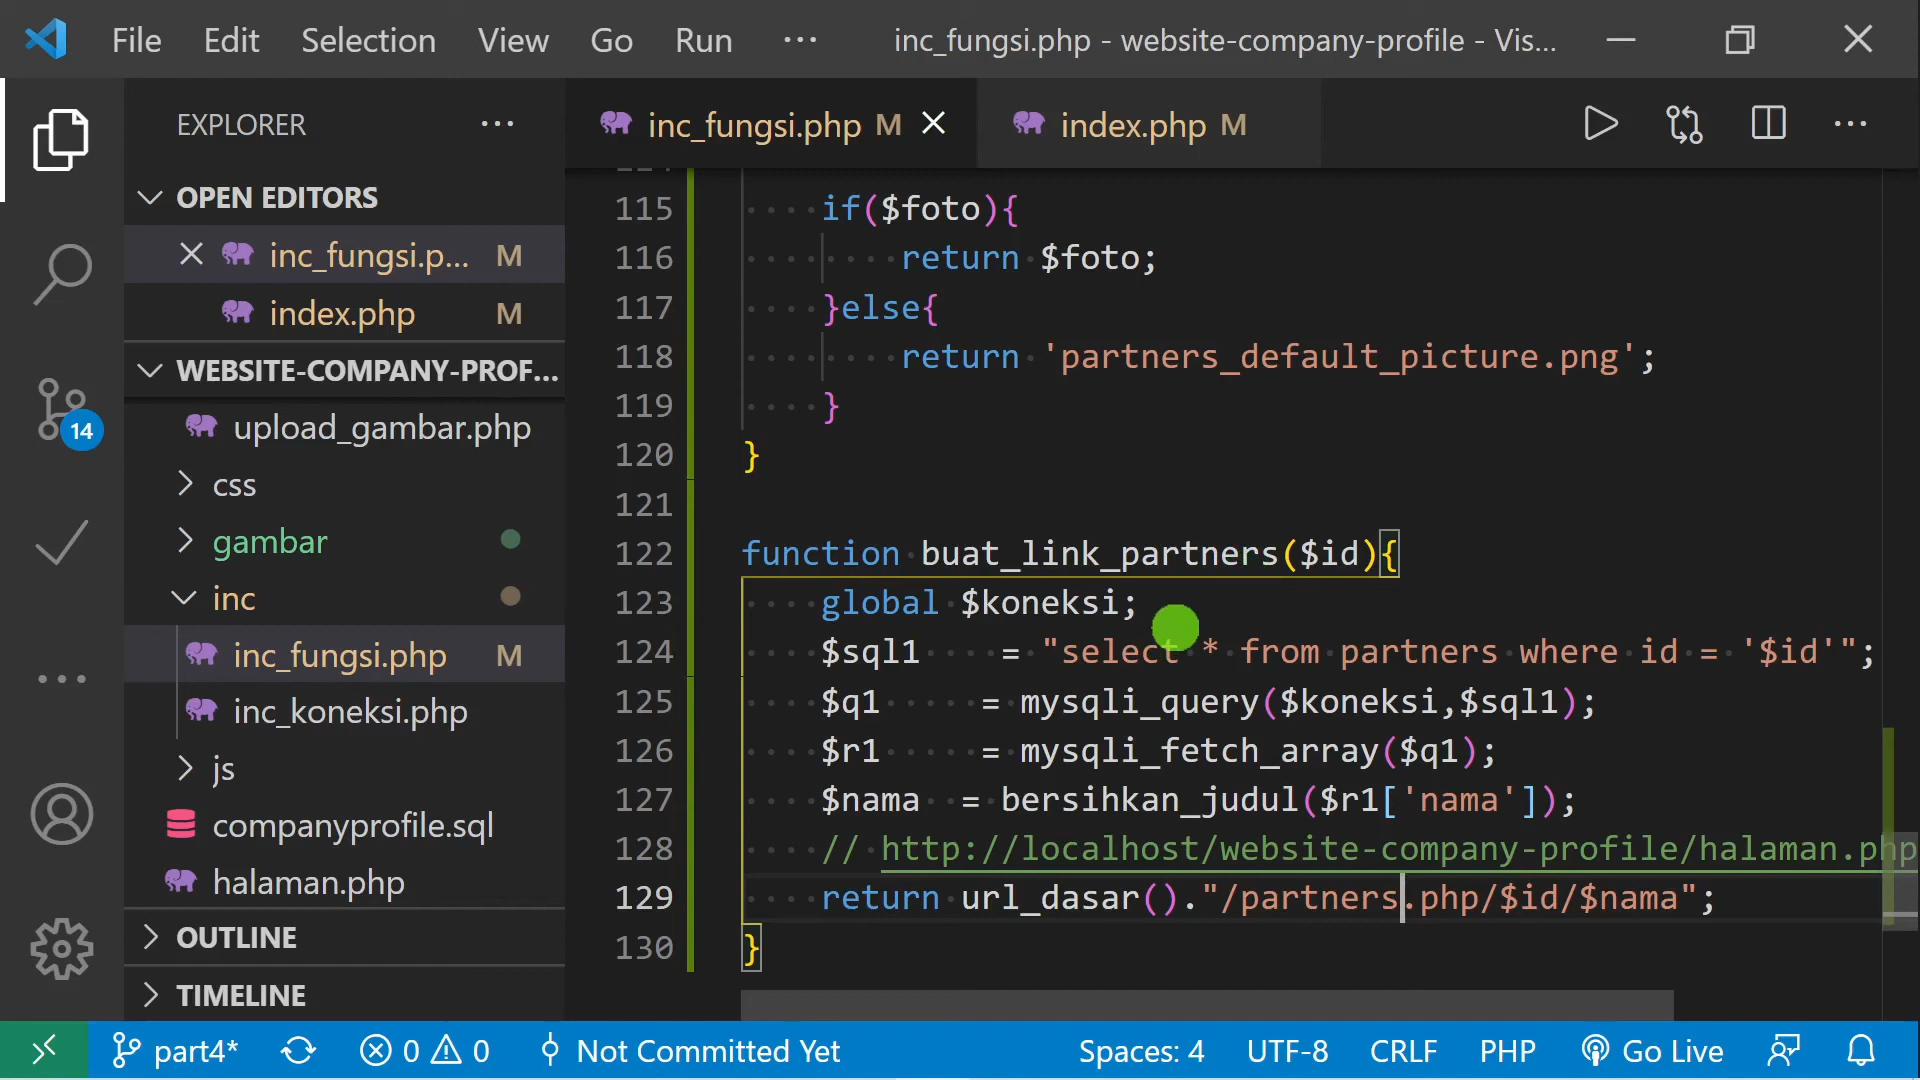 File Edit Selection View Go Run ··· inc_fungsi.php - website-company-profile - Vis...
EXPLORER ···
inc_fungsi.php M
index.php M
OPEN EDITORS
inc_fungsi.p... M
index.php M
WEBSITE-COMPANY-PROF...
upload_gambar.php
css
gambar
inc
inc_fungsi.php M
inc_koneksi.php
js
companyprofile.sql
halaman.php
OUTLINE
TIMELINE
14
115 if($foto){
116 return $foto;
117 }else{
118 return 'partners_default_picture.png';
119 }
120 }
121
122 function buat_link_partners($id){
123 global $koneksi;
124 $sql1 = "select * from partners where id = '$id'";
125 $q1 = mysqli_query($koneksi,$sql1);
126 $r1 = mysqli_fetch_array($q1);
127 $nama = bersihkan_judul($r1['nama']);
128 // http://localhost/website-company-profile/halaman.php
129 return url_dasar()."/partners.php/$id/$nama";
130 }
part4* 0 0 Not Committed Yet Spaces: 4 UTF-8 CRLF PHP Go Live